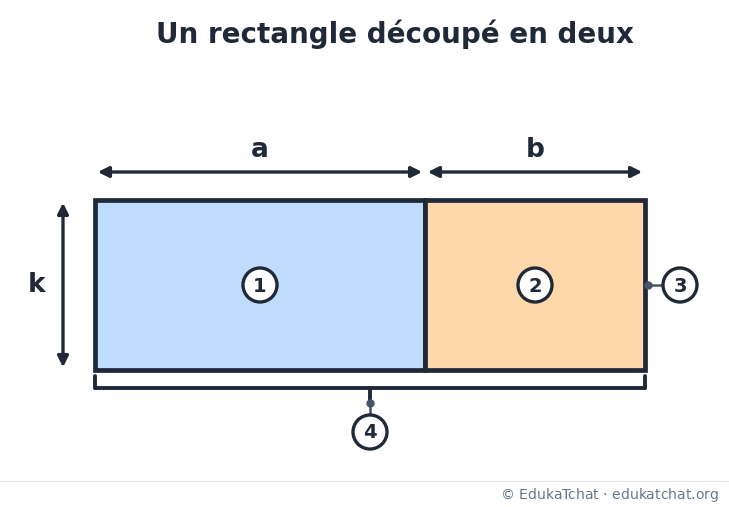 Un rectangle découpé en deux
a
b
k
1
2
3
4
© EdukaTchat · edukatchat.org